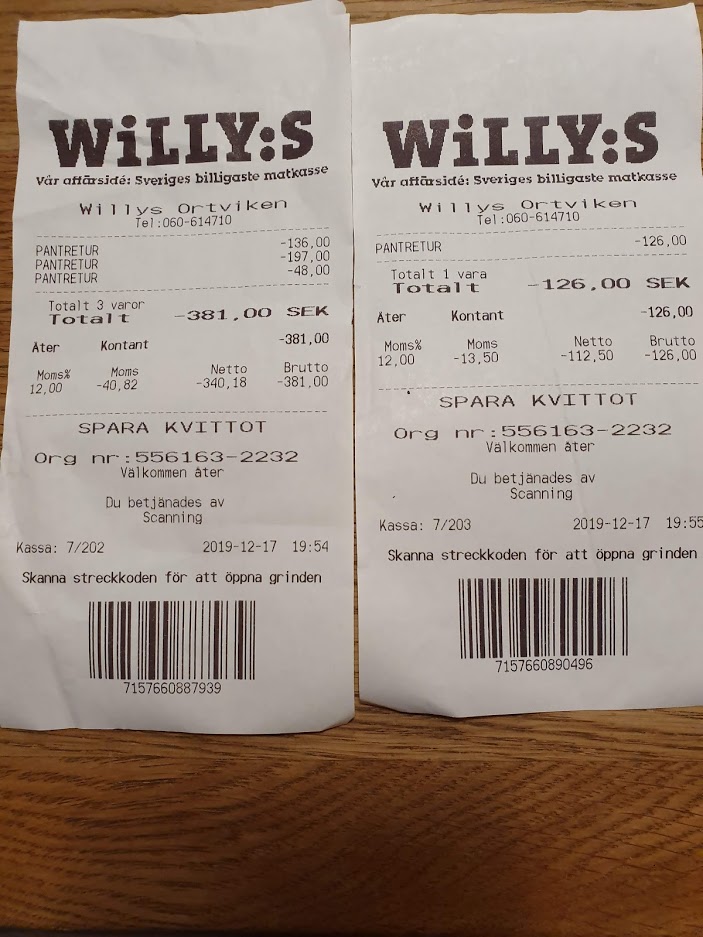 WiLLY:S
Vår affärsidé: Sveriges billigaste matkasse
Willys Ortviken
Tel:060-614710
PANTRETUR -136,00
PANTRETUR -197,00
PANTRETUR -48,00
Totalt 3 varor
Totalt -381,00 SEK
Åter Kontant -381,00
Moms% Moms Netto Brutto
12,00 -40,82 -340,18 -381,00
SPARA KVITTOT
Org nr:556163-2232
Välkommen åter
Du betjänades av
Scanning
Kassa: 7/202 2019-12-17 19:54
Skanna streckkoden för att öppna grinden
7157660887939
WiLLY:S
Vår affärsidé: Sveriges billigaste matkasse
Willys Ortviken
Tel:060-614710
PANTRETUR -126,00
Totalt 1 vara
Totalt -126,00 SEK
Åter Kontant -126,00
Moms% Moms Netto Brutto
12,00 -13,50 -112,50 -126,00
SPARA KVITTOT
Org nr:556163-2232
Välkommen åter
Du betjänades av
Scanning
Kassa: 7/203 2019-12-17 19:55
Skanna streckkoden för att öppna grinden
7157660890496